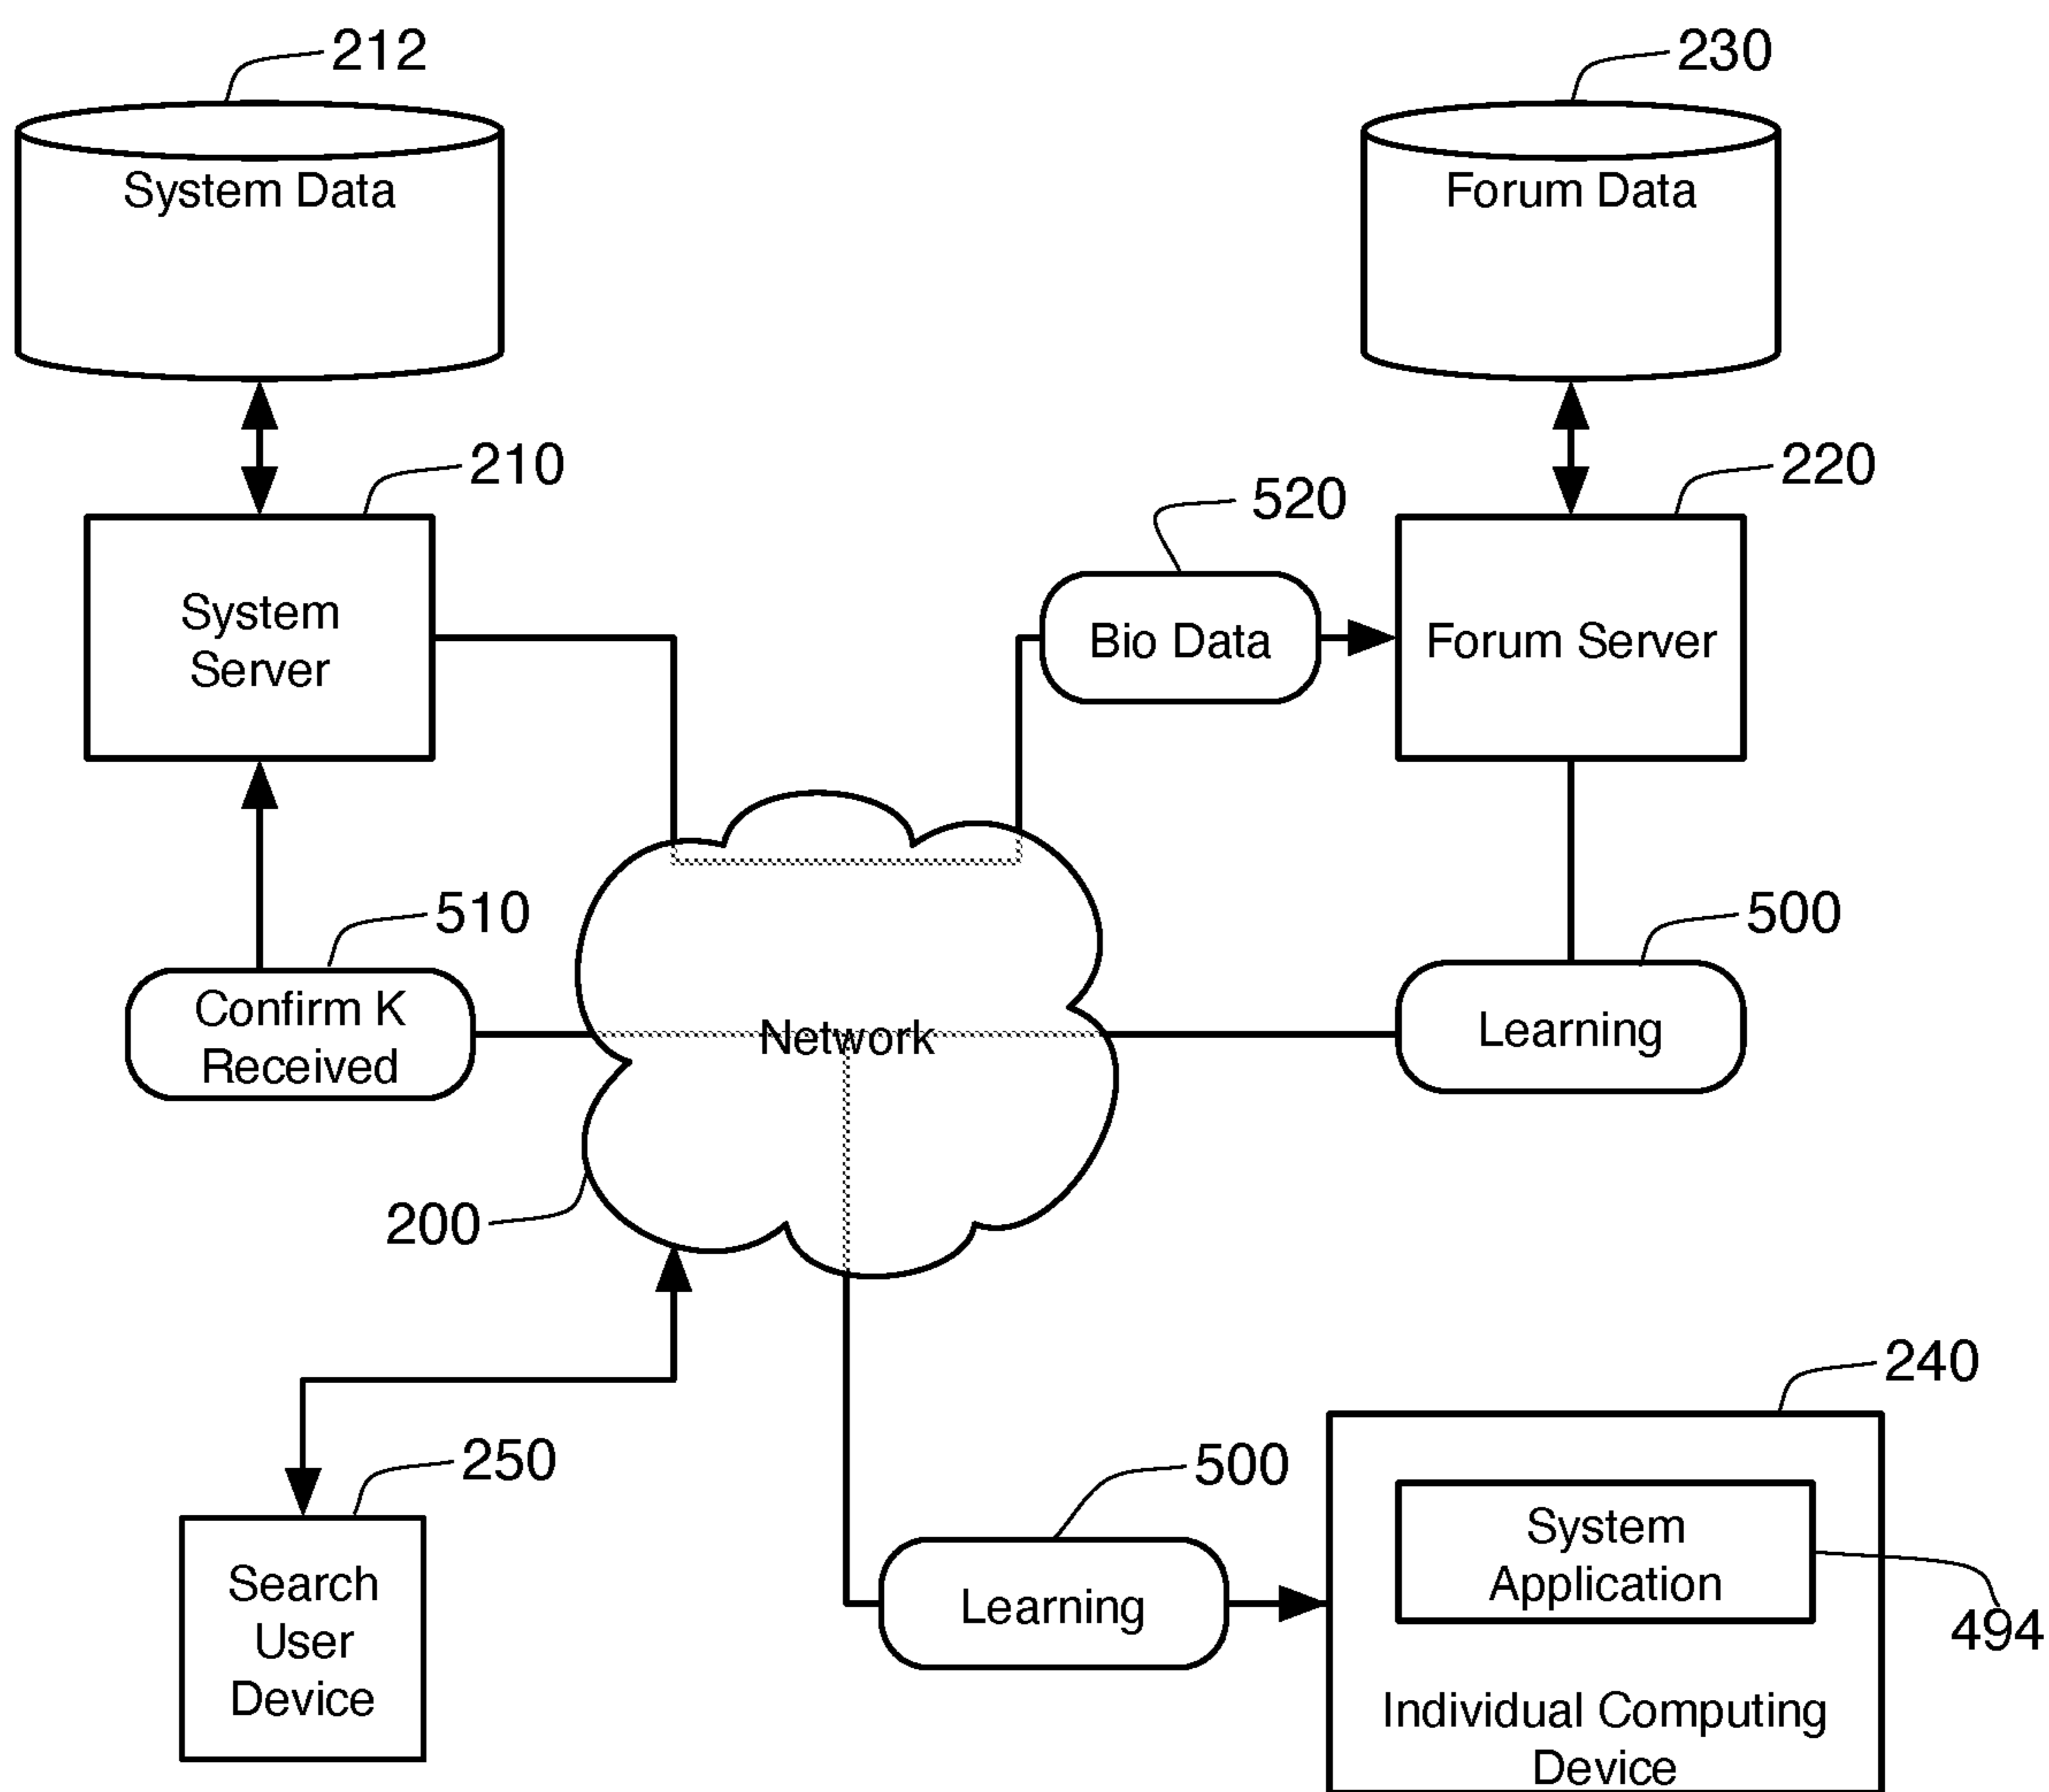 212
230
System Data
Forum Data
210
220
520
System
Server
Bio Data
Forum Server
510
500
Confirm K
Received
Network
Learning
200
240
250
500
System
Application
Search
User
Device
Learning
494
Individual Computing
Device